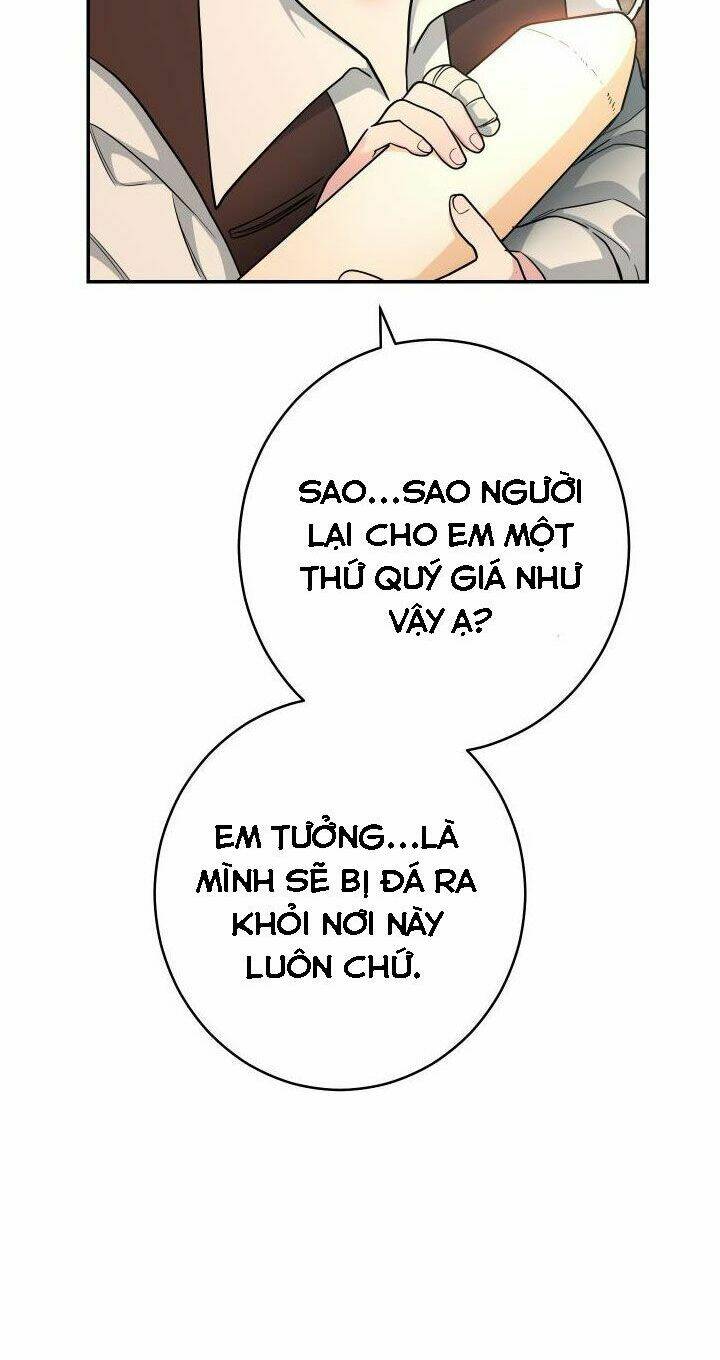 SAO...SAO NGƯỜI
LẠI CHO EM MỘT
THỨ QUÝ GIÁ NHƯ
VẬY Ạ?
EM TƯỞNG...LÀ
MÌNH SẼ BỊ ĐÁ RA
KHỎI NƠI NÀY
LUÔN CHỨ.